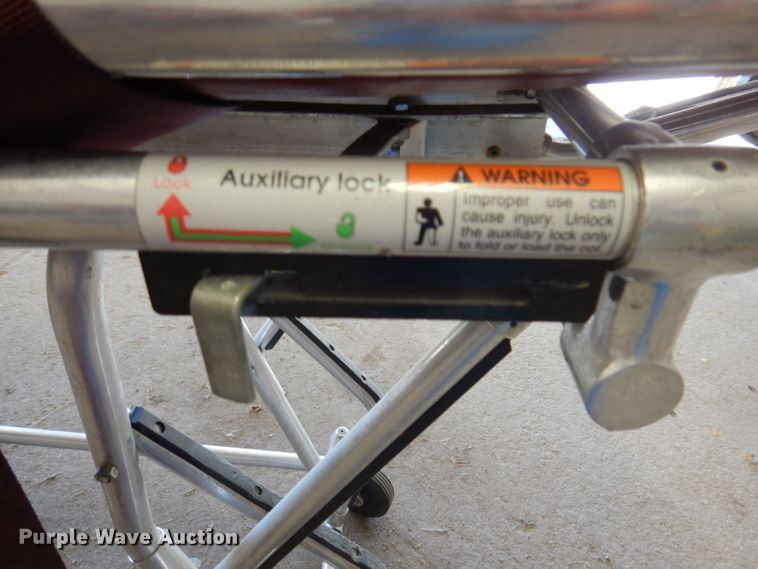 Lock
Auxiliary lock
WARNING
Improper use can
cause injury. Unlock
the auxiliary lock only
to fold or load the cot.
Purple Wave Auction